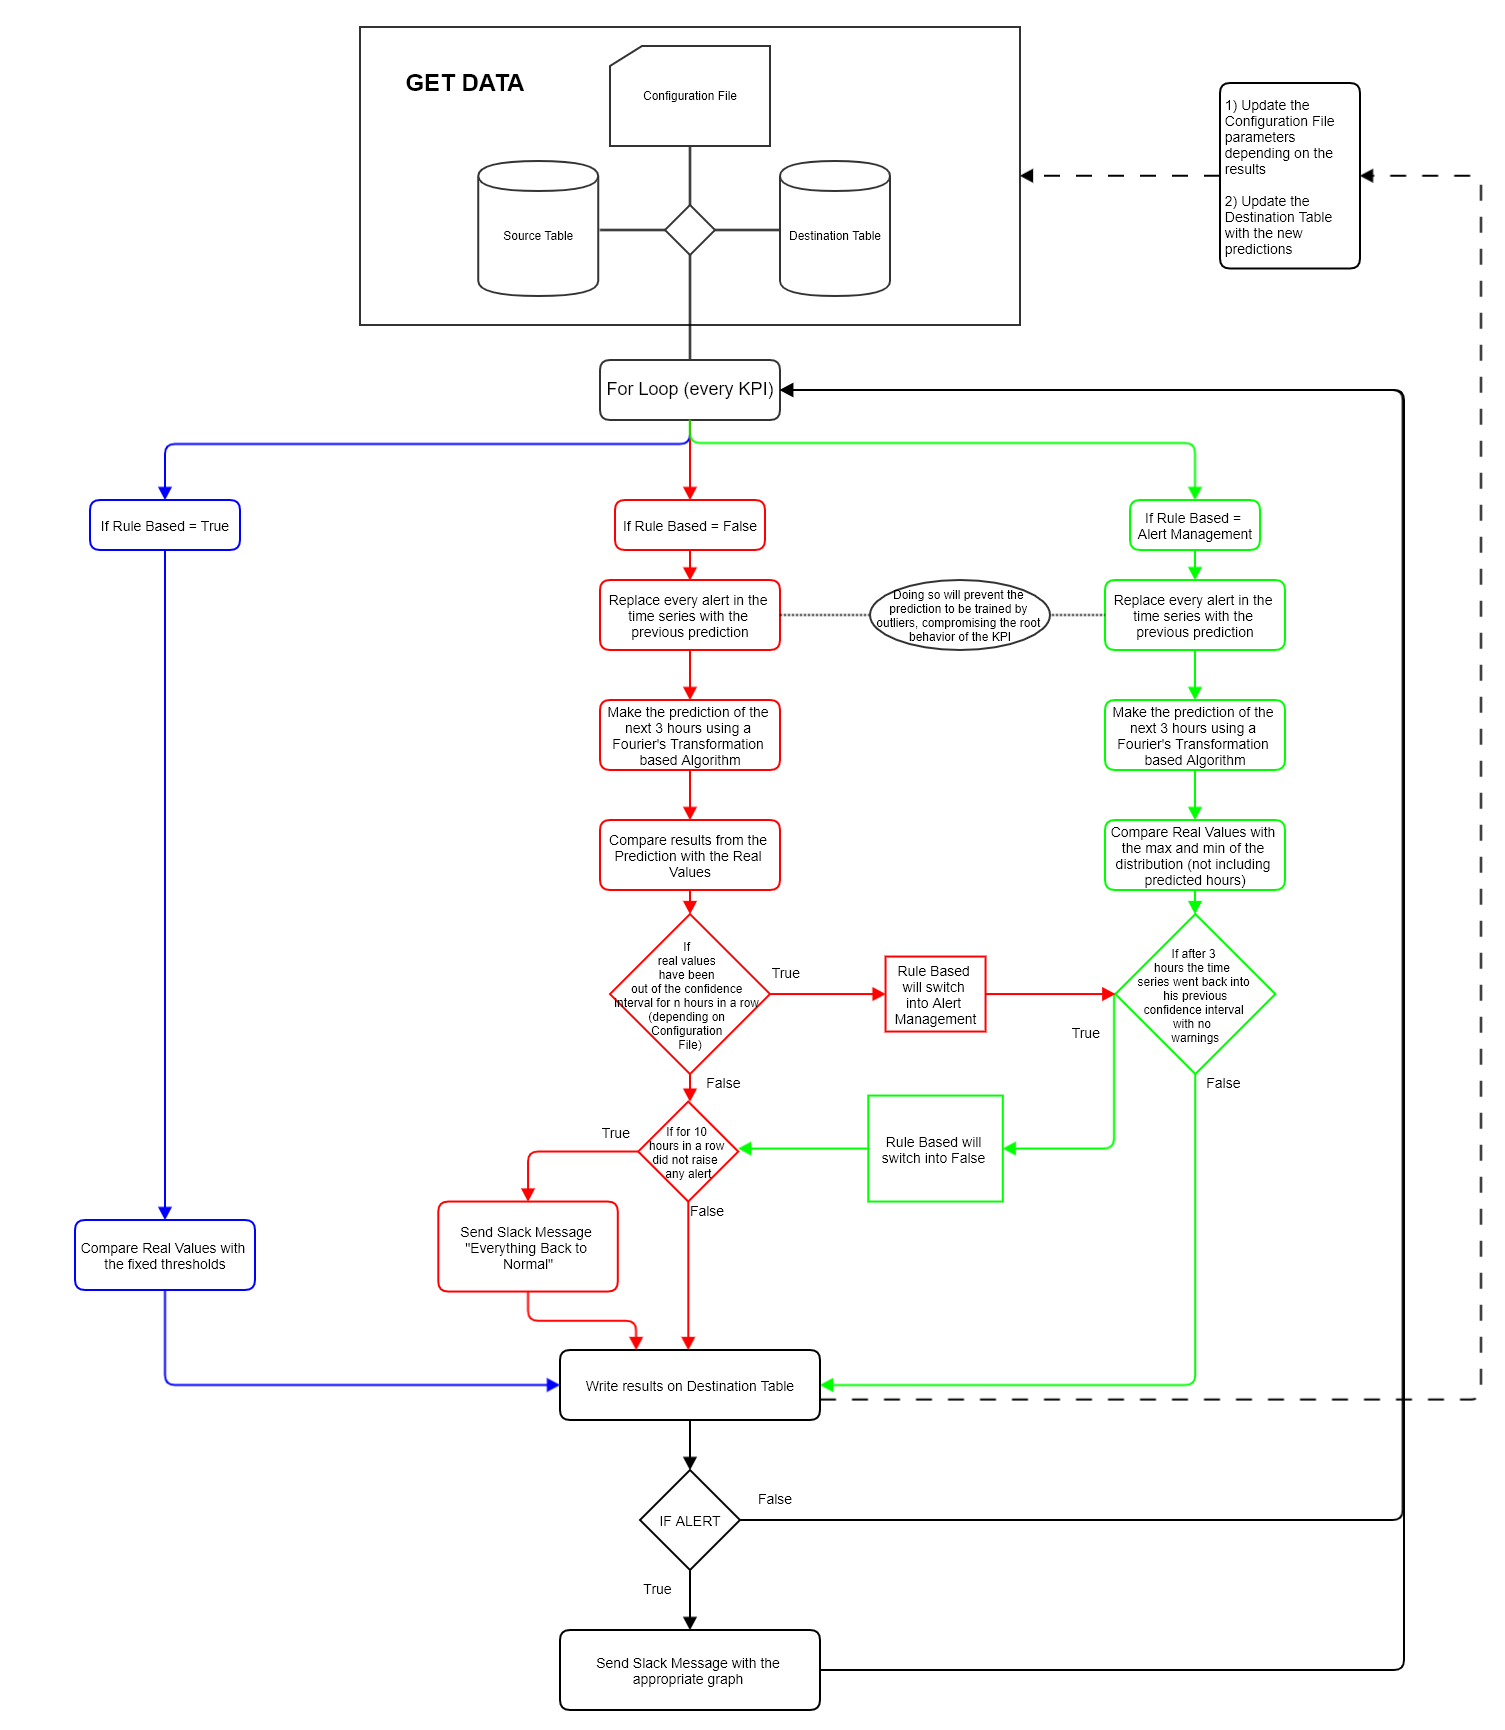 GET DATA
Configuration File
Source Table
Destination Table
1) Update the
Configuration File
parameters
depending on the
results
2) Update the
Destination Table
with the new
predictions
For Loop (every KPI)
If Rule Based = True
If Rule Based = False
If Rule Based =
Alert Management
Replace every alert in the
time series with the
previous prediction
Doing so will prevent the
prediction to be trained by
outliers, compromising the root
behavior of the KPI
Replace every alert in the
time series with the
previous prediction
Make the prediction of the
next 3 hours using a
Fourier's Transformation
based Algorithm
Make the prediction of the
next 3 hours using a
Fourier's Transformation
based Algorithm
Compare results from the
Prediction with the Real
Values
Compare Real Values with
the max and min of the
distribution (not including
predicted hours)
If
real values
have been
out of the confidence
interval for n hours in a row
(depending on
Configuration
File)
True
Rule Based
will switch
into Alert
Management
If after 3
hours the time
series went back into
his previous
confidence interval
with no
warnings
True
False
False
If for 10
hours in a row
did not raise
any alert
True
False
Rule Based will
switch into False
Send Slack Message
"Everything Back to
Normal"
Compare Real Values with
the fixed thresholds
Write results on Destination Table
IF ALERT
False
True
Send Slack Message with the
appropriate graph